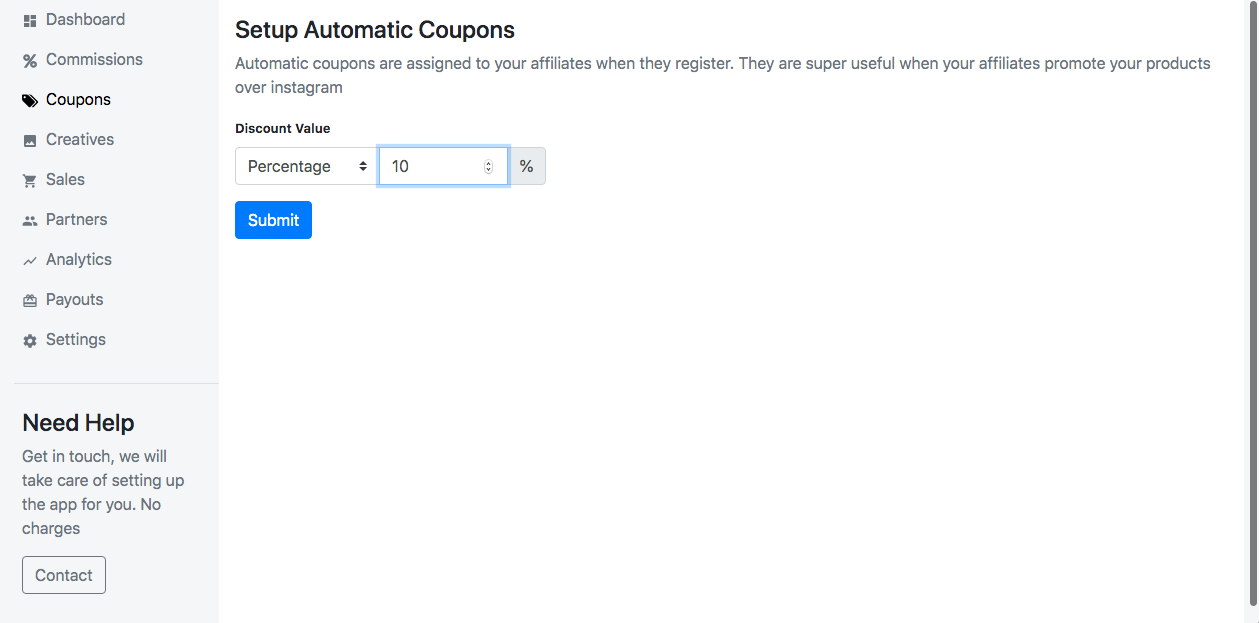 Dashboard
Commissions
Coupons
Creatives
Sales
Partners
Analytics
Payouts
Settings
Need Help
Get in touch, we will
take care of setting up
the app for you. No
charges
Contact
Setup Automatic Coupons
Automatic coupons are assigned to your affiliates when they register. They are super useful when your affiliates promote your products
over instagram
Discount Value
Percentage 10 %
Submit